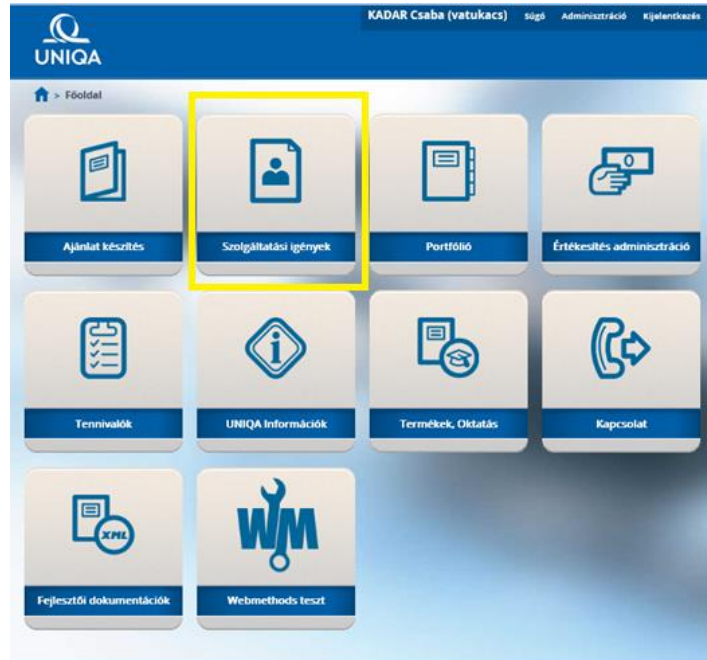 KADAR Csaba (vatukacs) Súgó Adminisztráció Kijelentkezés
UNIQA
> Főoldal
Ajánlat készítés
Szolgáltatási igények
Portfólió
Értékesítés adminisztráció
Tennivalók
UNIQA Információk
Termékek, Oktatás
Kapcsolat
XML
WM
Fejlesztői dokumentációk
Webmethods teszt